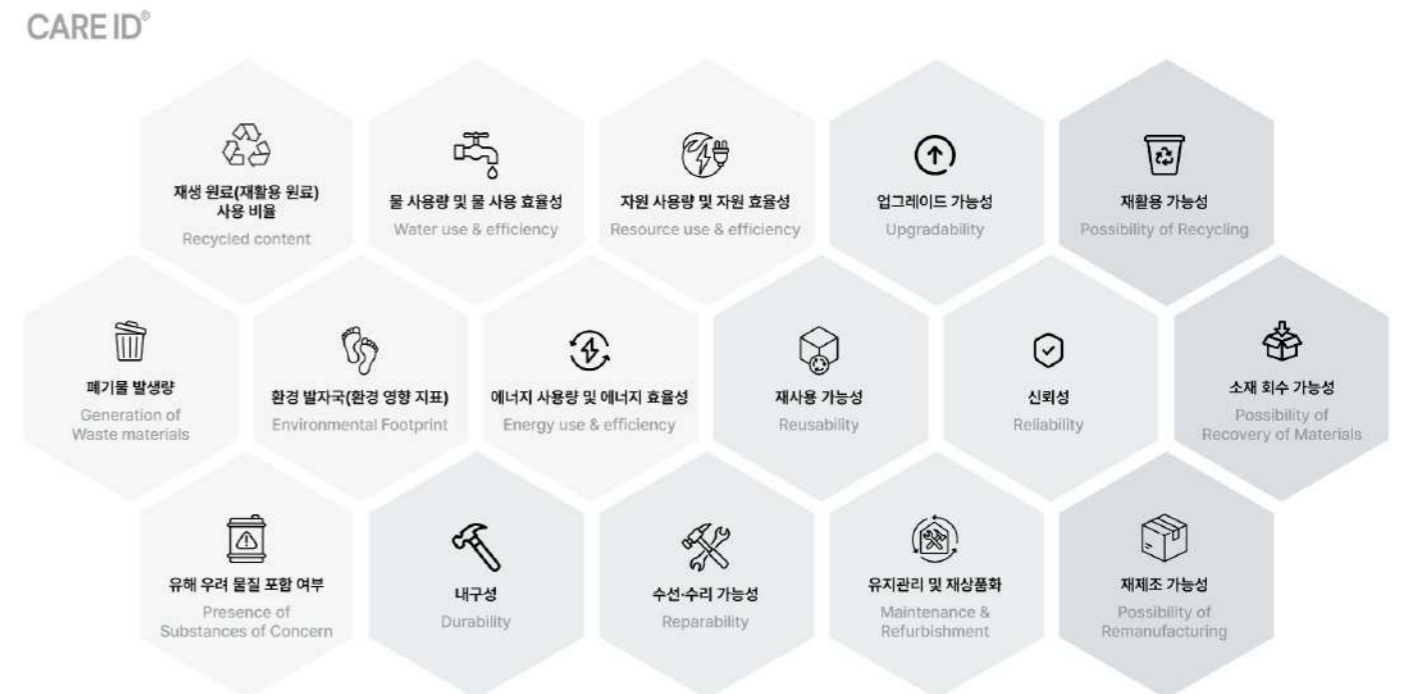 CARE ID©
재생 원료(재활용 원료)
사용 비율
Recycled content
물 사용량 및 물 사용 효율성
Water use & efficiency
자원 사용량 및 자원 효율성
Resource use & efficiency
업그레이드 가능성
Upgradability
재활용 가능성
Possibility of Recycling
폐기물 발생량
Generation of
Waste materials
환경 발자국(환경 영향 지표)
Environmental Footprint
에너지 사용량 및 에너지 효율성
Energy use & efficiency
재사용 가능성
Reusability
신뢰성
Reliability
소재 회수 가능성
Possibility of
Recovery of Materials
유해 우려 물질 포함 여부
Presence of
Substances of Concern
내구성
Durability
수선·수리 가능성
Reparability
유지관리 및 재상품화
Maintenance &
Refurbishment
재제조 가능성
Possibility of
Remanufacturing